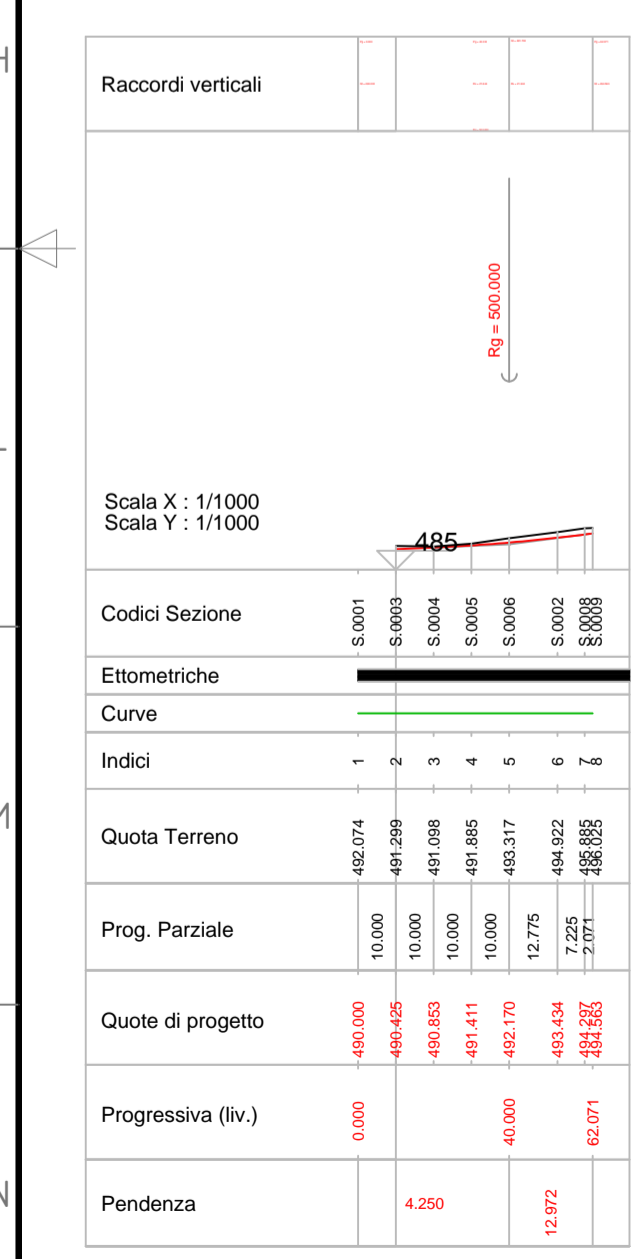 H
Raccordi verticali
Rg = 500.000
Scala X : 1/1000
Scala Y : 1/1000
485
Codici Sezione S.0001 S.0003 S.0004 S.0005 S.0006 S.0002 S.0008 S.0009
Ettometriche
Curve
Indici 1 2 3 4 5 6 7 8
Quota Terreno 492.074 491.299 491.098 491.885 493.317 494.922 495.885 496.025
M
Prog. Parziale 10.000 10.000 10.000 10.000 12.775 7.225 2.071
Quote di progetto 490.000 490.425 490.853 491.411 492.170 493.434 494.297 494.563
Progressiva (liv.) 0.000 40.000 62.071
Pendenza 4.250 12.972
N